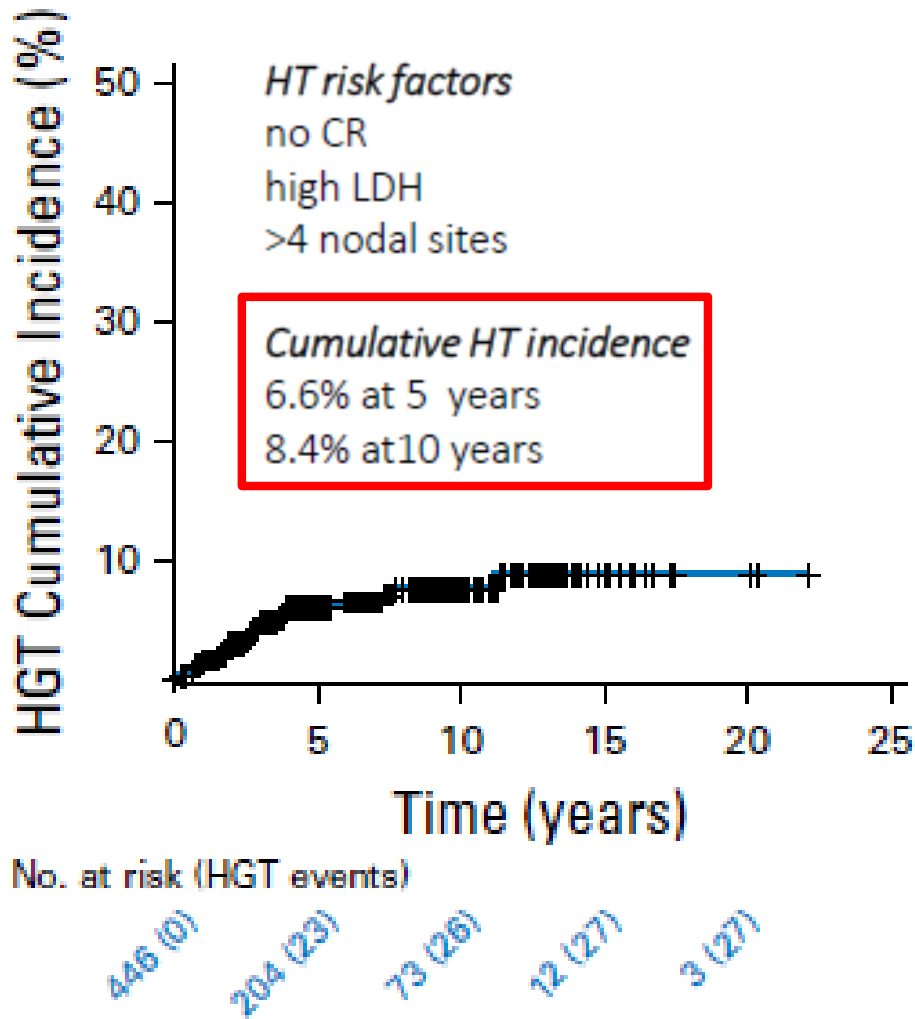 HGT Cumulative Incidence (%)
50
40
30
20
10
HT risk factors
no CR
high LDH
>4 nodal sites
Cumulative HT incidence
6.6% at 5 years
8.4% at10 years
0 5 10 15 20 25
Time (years)
No. at risk (HGT events)
446 (0) 204 (23) 73 (26) 12 (27) 3 (27)